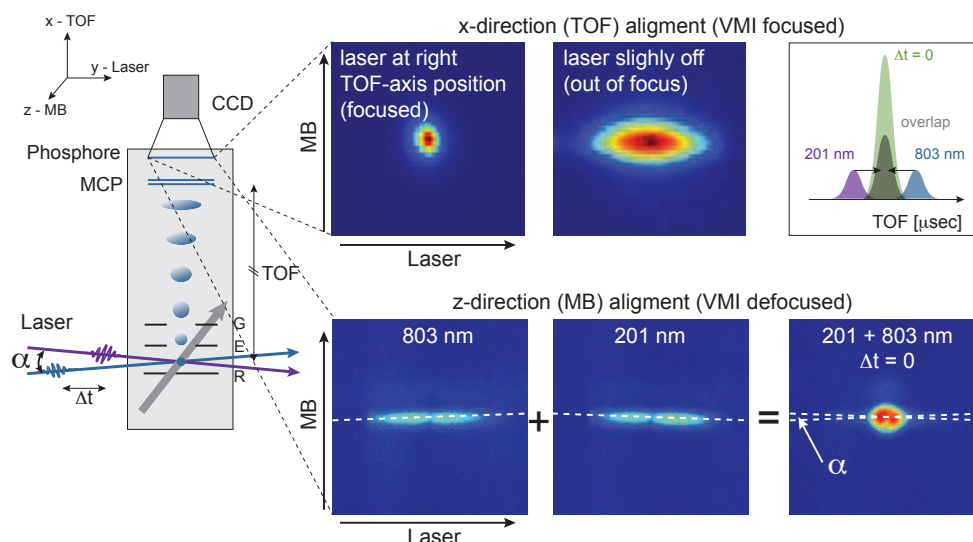 x - TOF
y - Laser
z - MB
CCD
Phosphore
MCP
TOF
G
E
R
Laser
α
Δt
x-direction (TOF) aligment (VMI focused)
laser at right
TOF-axis position
(focused)
MB
Laser
laser slighly off
(out of focus)
Δt = 0
overlap
201 nm
803 nm
TOF [μsec]
z-direction (MB) aligment (VMI defocused)
803 nm
MB
Laser
+
201 nm
=
201 + 803 nm
Δt = 0
α